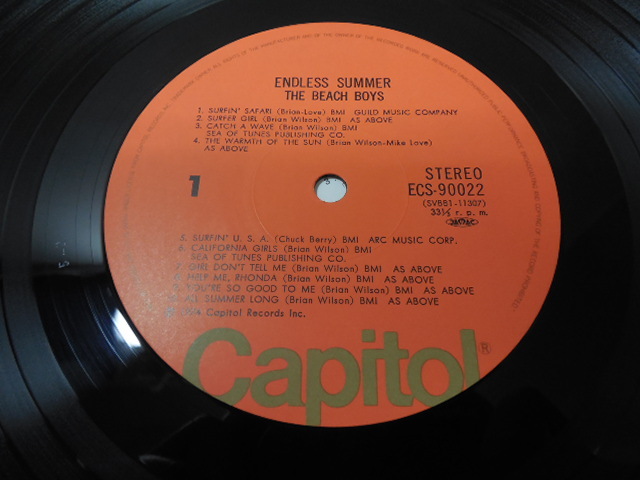 ENDLESS SUMMER
THE BEACH BOYS
1. SURFIN' SAFARI (Brian-Love) BMI GUILD MUSIC COMPANY
2. SURFER GIRL (Brian Wilson) BMI AS ABOVE
3. CATCH A WAVE (Brian Wilson) BMI
SEA OF TUNES PUBLISHING CO.
4. THE WARMTH OF THE SUN (Brian Wilson-Mike Love)
AS ABOVE
1
STEREO
ECS-90022
(SVBB1-11307)
33⅓ r. p. m.
5. SURFIN' U. S. A. (Chuck Berry) BMI ARC MUSIC CORP.
6. CALIFORNIA GIRLS (Brian Wilson) BMI
SEA OF TUNES PUBLISHING CO.
7. GIRL DON'T TELL ME (Brian Wilson) BMI AS ABOVE
8. HELP ME, RHONDA (Brian Wilson) BMI AS ABOVE
YOU'RE SO GOOD TO ME (Brian Wilson) BMI AS ABOVE
ALL SUMMER LONG (Brian Wilson) BMI AS ABOVE
Capitol Records Inc.
Capitol®